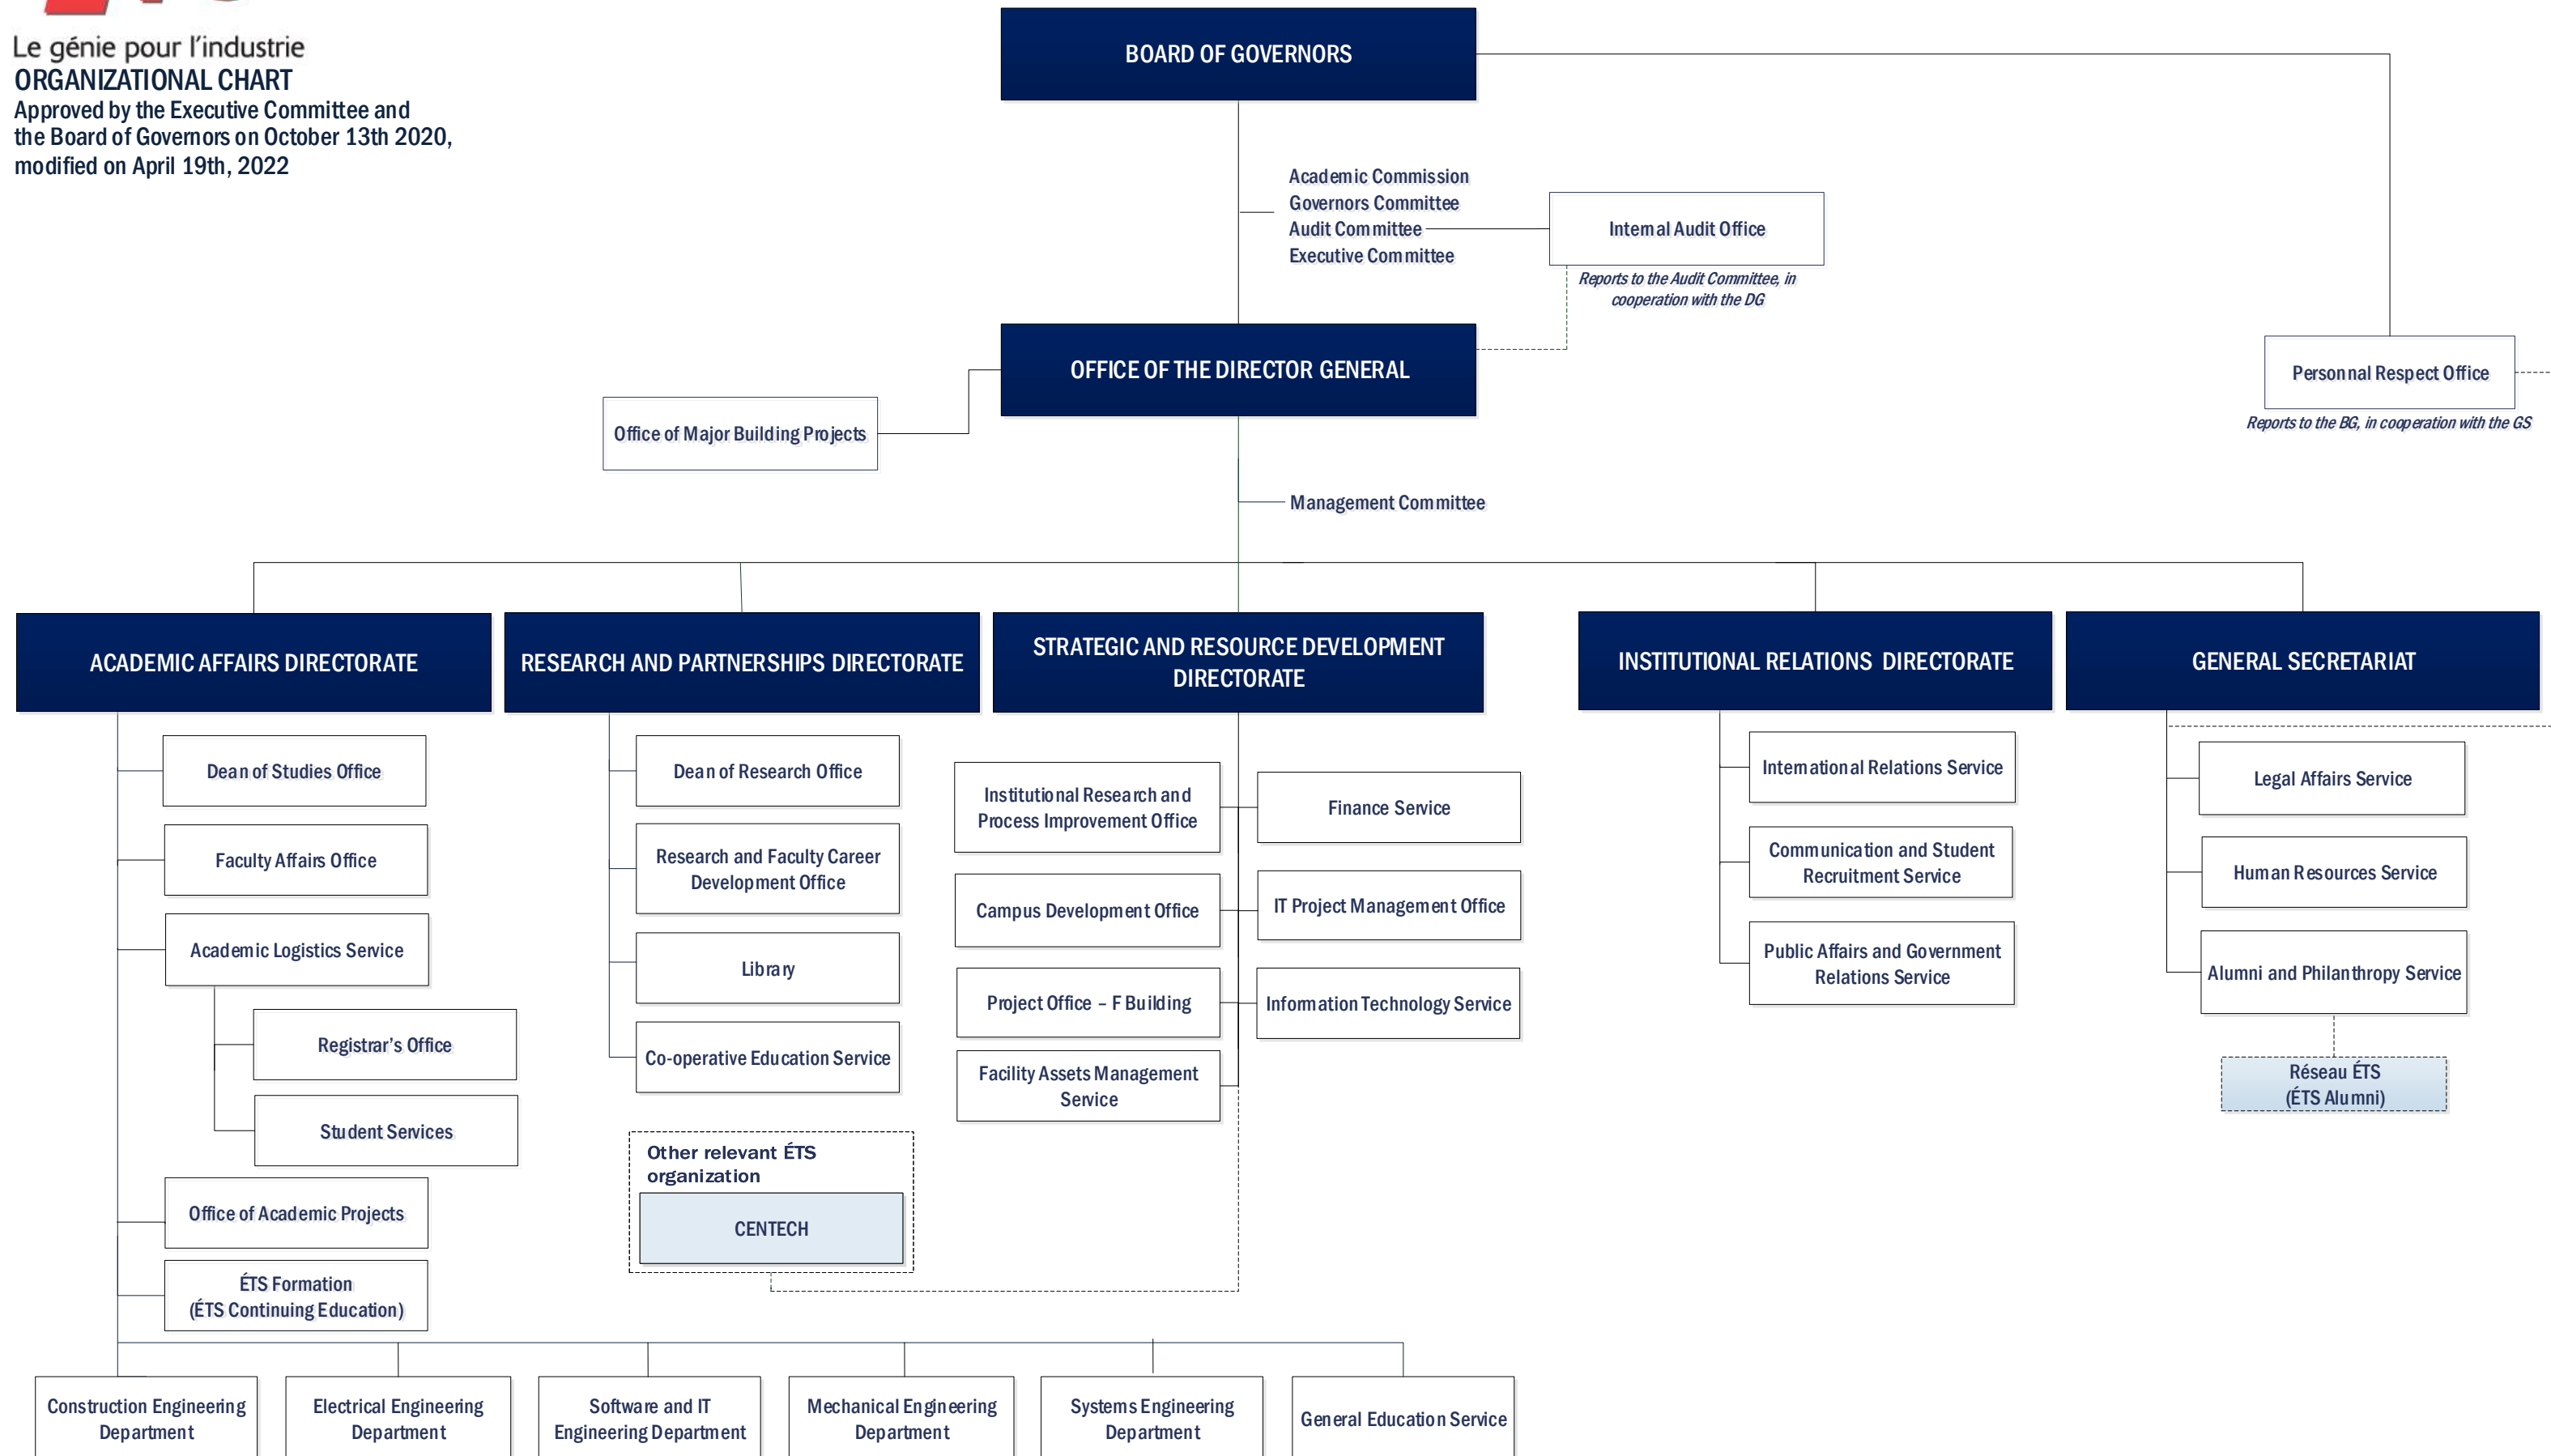 Le génie pour l'industrie
ORGANIZATIONAL CHART
Approved by the Executive Committee and
the Board of Governors on October 13th 2020,
modified on April 19th, 2022
BOARD OF GOVERNORS
Academic Commission
Governors Committee
Audit Committee
Executive Committee
Internal Audit Office
Reports to the Audit Committee, in
cooperation with the DG
OFFICE OF THE DIRECTOR GENERAL
Personnal Respect Office
Reports to the BG, in cooperation with the GS
Office of Major Building Projects
Management Committee
ACADEMIC AFFAIRS DIRECTORATE
RESEARCH AND PARTNERSHIPS DIRECTORATE
STRATEGIC AND RESOURCE DEVELOPMENT
DIRECTORATE
INSTITUTIONAL RELATIONS DIRECTORATE
GENERAL SECRETARIAT
Dean of Studies Office
Faculty Affairs Office
Academic Logistics Service
Registrar's Office
Student Services
Office of Academic Projects
ÉTS Formation
(ÉTS Continuing Education)
Dean of Research Office
Research and Faculty Career
Development Office
Library
Co-operative Education Service
Other relevant ÉTS
organization
CENTECH
Institutional Research and
Process Improvement Office
Campus Development Office
Project Office – F Building
Facility Assets Management
Service
Finance Service
IT Project Management Office
Information Technology Service
International Relations Service
Communication and Student
Recruitment Service
Public Affairs and Government
Relations Service
Legal Affairs Service
Human Resources Service
Alumni and Philanthropy Service
Réseau ÉTS
(ÉTS Alumni)
Construction Engineering
Department
Electrical Engineering
Department
Software and IT
Engineering Department
Mechanical Engineering
Department
Systems Engineering
Department
General Education Service